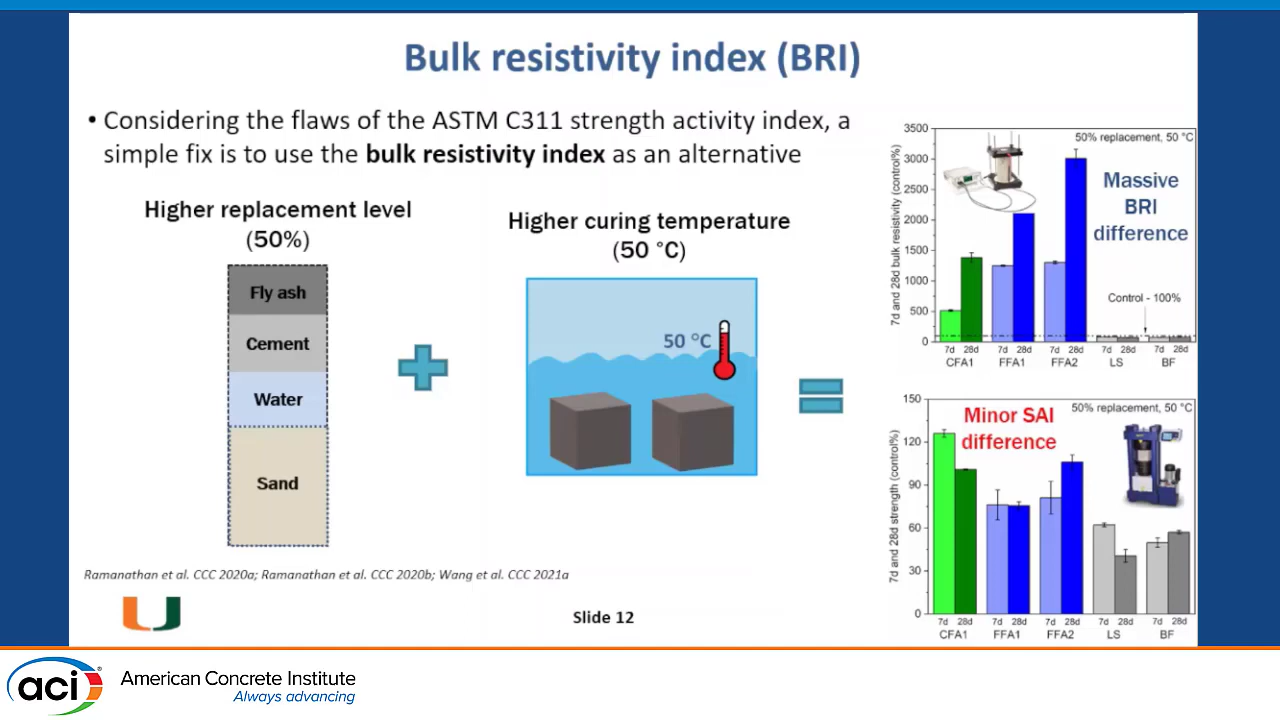 Bulk resistivity index (BRI)
• Considering the flaws of the ASTM C311 strength activity index, a
simple fix is to use the bulk resistivity index as an alternative
Higher replacement level
(50%)
Fly ash
Cement
Water
Sand
Higher curing temperature
(50 °C)
50 °C
3500
3000
2500
2000
1500
1000
500
0
7d and 28d bulk resistivity (control%)
50% replacement, 50 °C
Massive
BRI
difference
Control - 100%
7d 28d 7d 28d 7d 28d 7d 28d 7d 28d
CFA1 FFA1 FFA2 LS BF
150
120
90
60
30
0
7d and 28d strength (control%)
50% replacement, 50 °C
Minor SAI
difference
7d 28d 7d 28d 7d 28d 7d 28d 7d 28d
CFA1 FFA1 FFA2 LS BF
Ramanathan et al. CCC 2020a; Ramanathan et al. CCC 2020b; Wang et al. CCC 2021a
U
Slide 12
aci®
American Concrete Institute
Always advancing